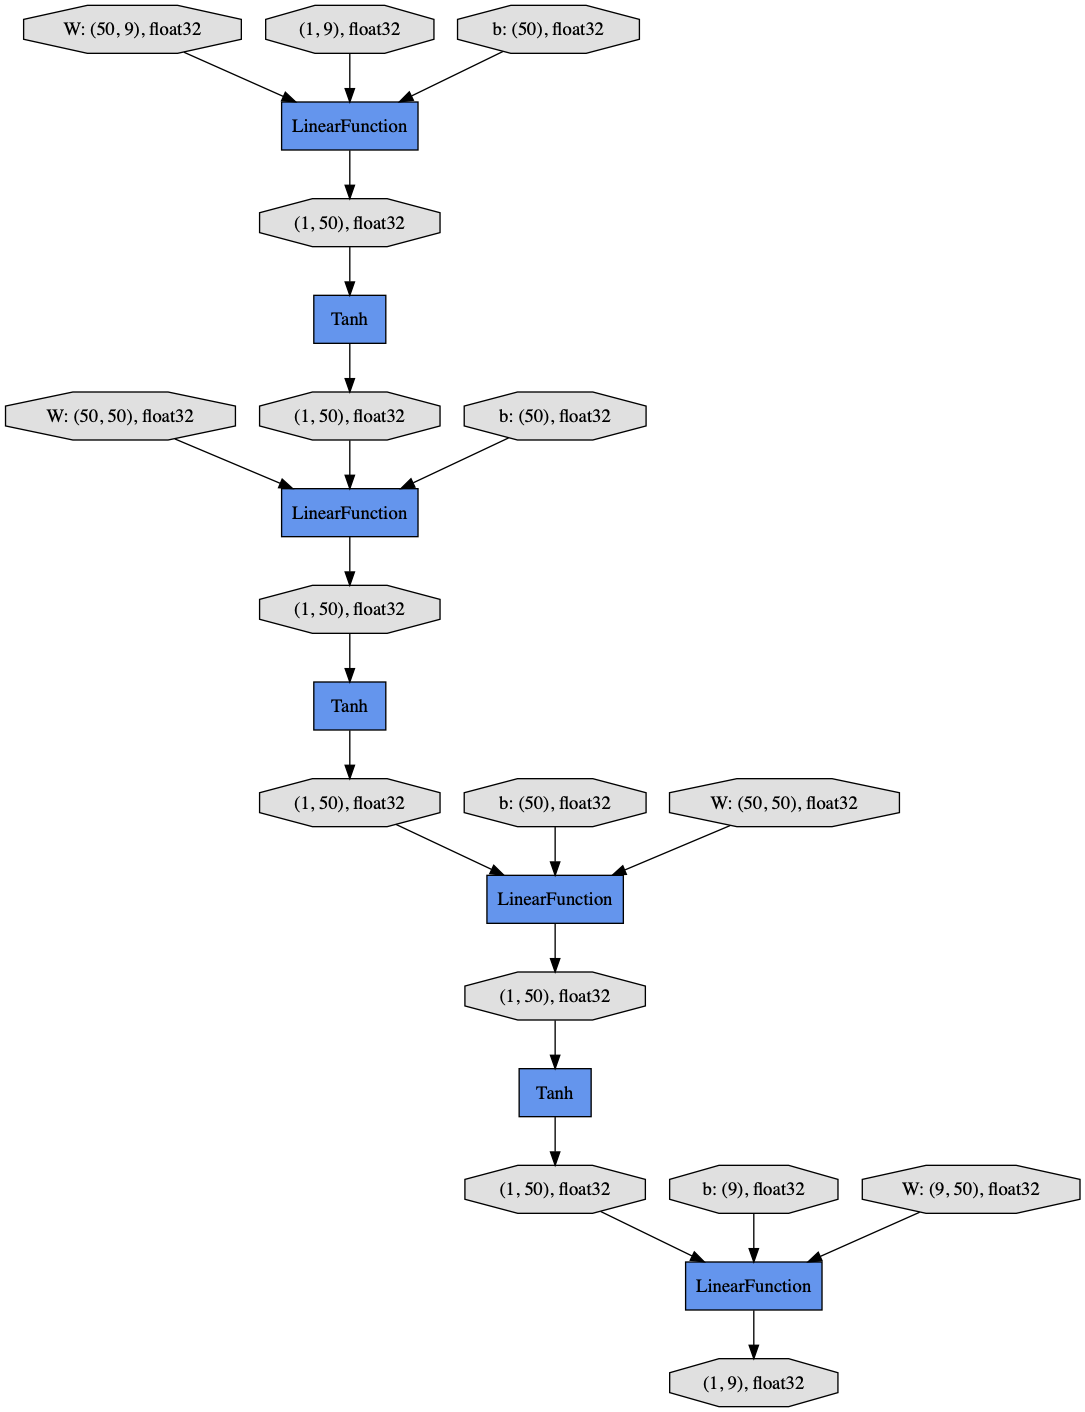 W: (50, 9), float32
(1, 9), float32
b: (50), float32
LinearFunction
(1, 50), float32
Tanh
W: (50, 50), float32
(1, 50), float32
b: (50), float32
LinearFunction
(1, 50), float32
Tanh
(1, 50), float32
b: (50), float32
W: (50, 50), float32
LinearFunction
(1, 50), float32
Tanh
(1, 50), float32
b: (9), float32
W: (9, 50), float32
LinearFunction
(1, 9), float32